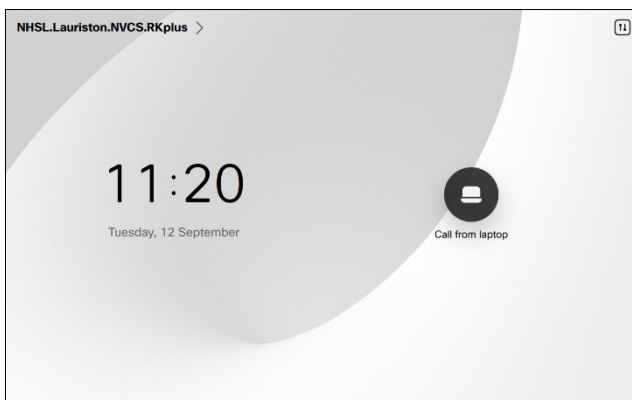 NHSL.Lauriston.NVCS.RKplus
11:20
Tuesday, 12 September
Call from laptop